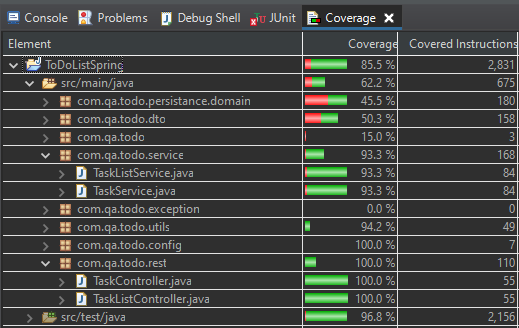 Console Problems Debug Shell JUnit Coverage
Element Coverage Covered Instructions
ToDoListSpring 85.5 % 2,831
src/main/java 62.2 % 675
com.qa.todo.persistance.domain 45.5 % 180
com.qa.todo.dto 50.3 % 158
com.qa.todo 15.0 % 3
com.qa.todo.service 93.3 % 168
TaskListService.java 93.3 % 84
TaskService.java 93.3 % 84
com.qa.todo.exception 0.0 % 0
com.qa.todo.utils 94.2 % 49
com.qa.todo.config 100.0 % 7
com.qa.todo.rest 100.0 % 110
TaskController.java 100.0 % 55
TaskListController.java 100.0 % 55
src/test/java 96.8 % 2,156